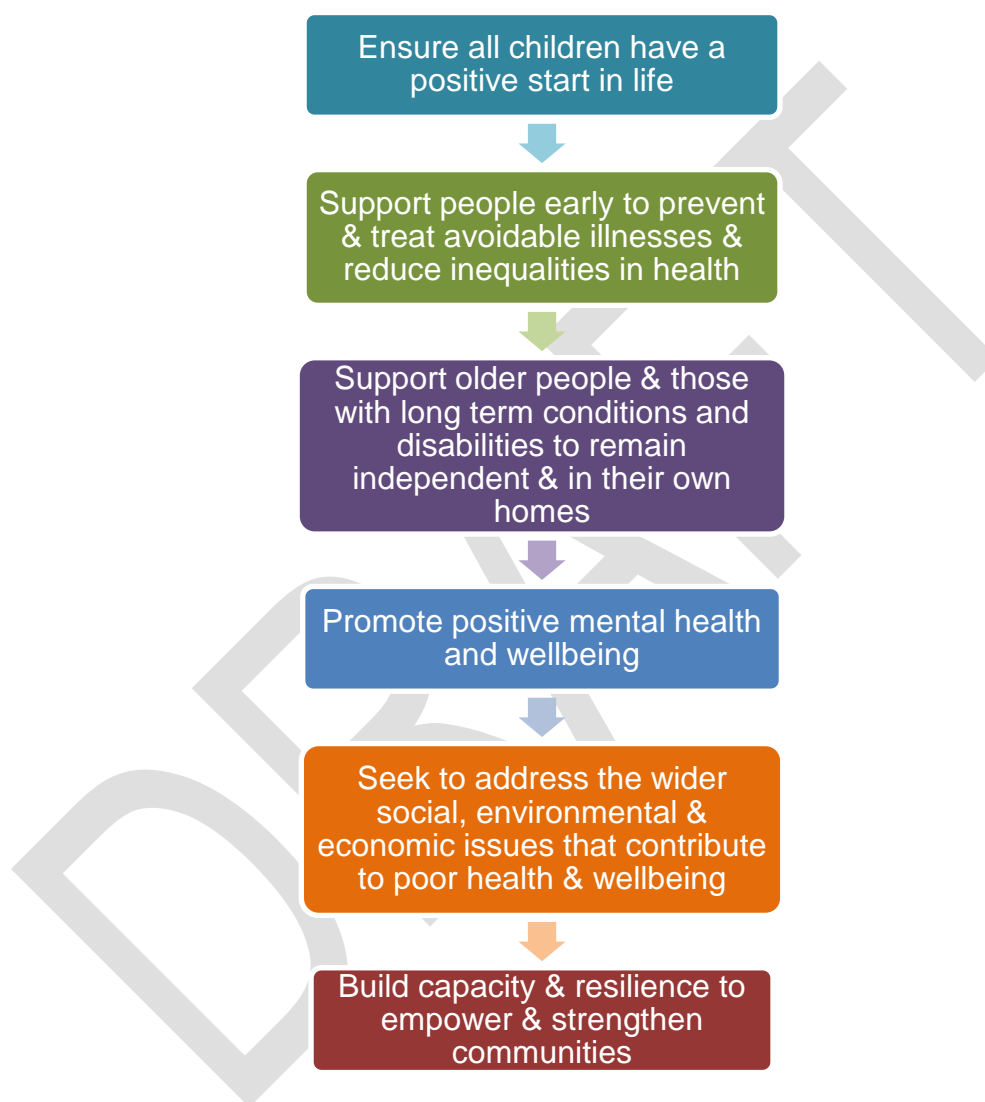 Ensure all children have a
positive start in life
Support people early to prevent
& treat avoidable illnesses &
reduce inequalities in health
Support older people & those
with long term conditions and
disabilities to remain
independent & in their own
homes
Promote positive mental health
and wellbeing
Seek to address the wider
social, environmental &
economic issues that contribute
to poor health & wellbeing
Build capacity & resilience to
empower & strengthen
communities
DRAFT